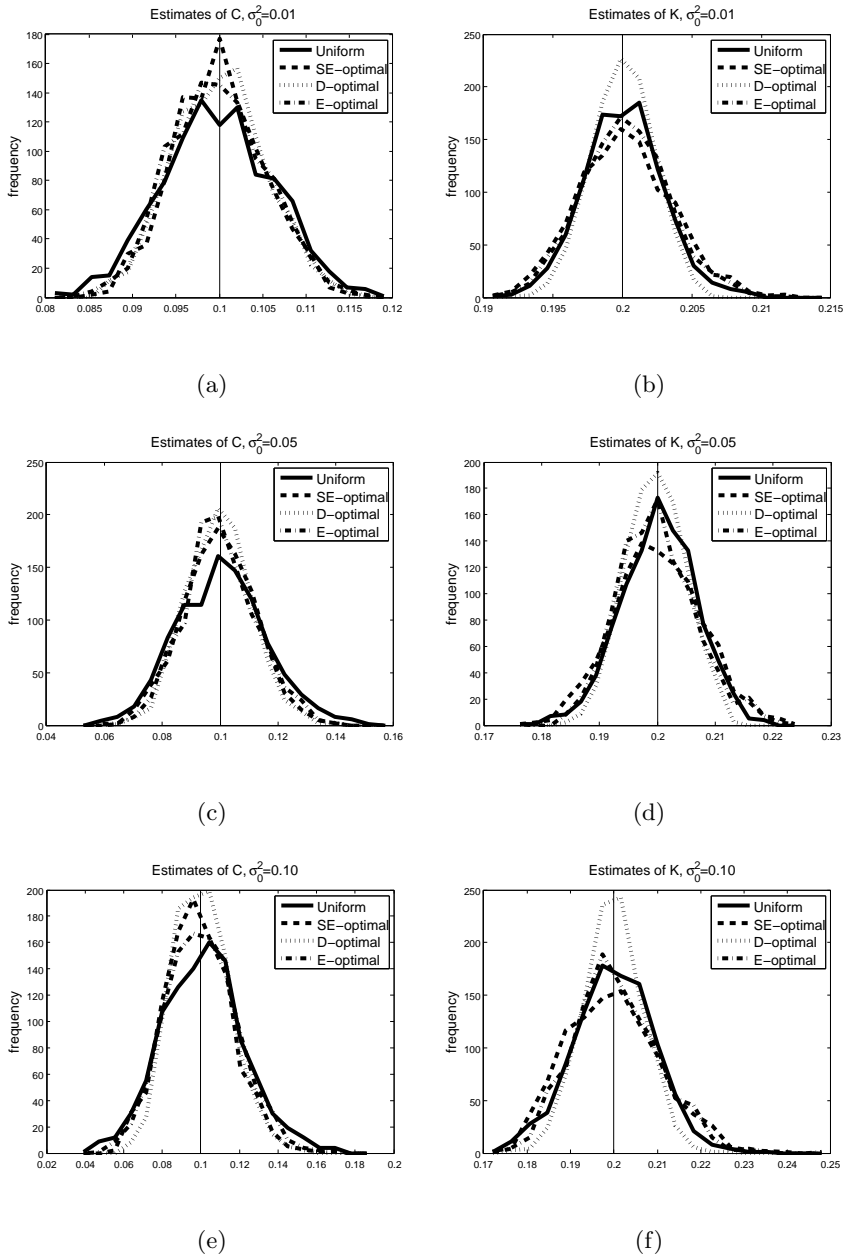 Estimates of C, σ₀²=0.01
180
160
140
120
100
80
60
40
20
0
frequency
0.08
0.085
0.09
0.095
0.1
0.105
0.11
0.115
0.12
Uniform
SE−optimal
D−optimal
E−optimal
(a)
Estimates of K, σ₀²=0.01
250
200
150
100
50
0
frequency
0.19
0.195
0.2
0.205
0.21
0.215
Uniform
SE−optimal
D−optimal
E−optimal
(b)
Estimates of C, σ₀²=0.05
250
200
150
100
50
0
frequency
0.04
0.06
0.08
0.1
0.12
0.14
0.16
Uniform
SE−optimal
D−optimal
E−optimal
(c)
Estimates of K, σ₀²=0.05
200
180
160
140
120
100
80
60
40
20
0
frequency
0.17
0.18
0.19
0.2
0.21
0.22
0.23
Uniform
SE−optimal
D−optimal
E−optimal
(d)
Estimates of C, σ₀²=0.10
200
180
160
140
120
100
80
60
40
20
0
frequency
0.02
0.04
0.06
0.08
0.1
0.12
0.14
0.16
0.18
0.2
Uniform
SE−optimal
D−optimal
E−optimal
(e)
Estimates of K, σ₀²=0.10
250
200
150
100
50
0
frequency
0.17
0.18
0.19
0.2
0.21
0.22
0.23
0.24
0.25
Uniform
SE−optimal
D−optimal
E−optimal
(f)